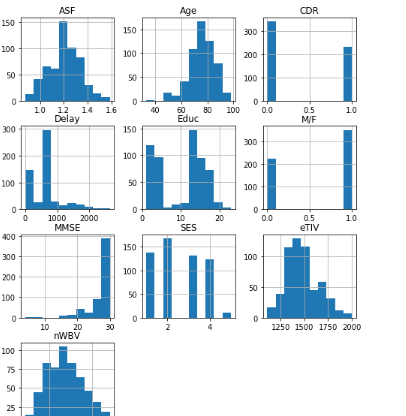 ASF Age CDR
150 100 50 0
1.0 1.2 1.4 1.6
150 100 50 0
40 60 80 100
300 200 100 0
0.0 0.5 1.0
Delay Educ M/F
300 200 100 0
0 1000 2000
150 100 50 0
0 10 20
300 200 100 0
0.0 0.5 1.0
MMSE SES eTIV
400 300 200 100 0
10 20 30
150 100 50 0
2 4
100 50 0
1250 1500 1750 2000
nWBV
100 75 50 25